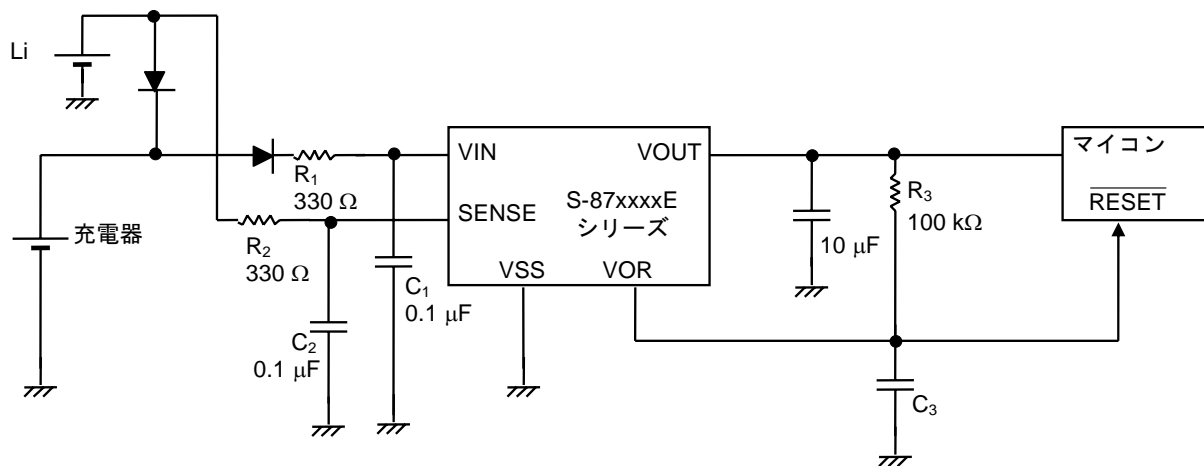 Li
充電器
R1
330 Ω
R2
330 Ω
C1
0.1 μF
C2
0.1 μF
VIN
VOUT
SENSE
S-87xxxxE
シリーズ
VSS
VOR
10 μF
R3
100 kΩ
C3
マイコン
RESET